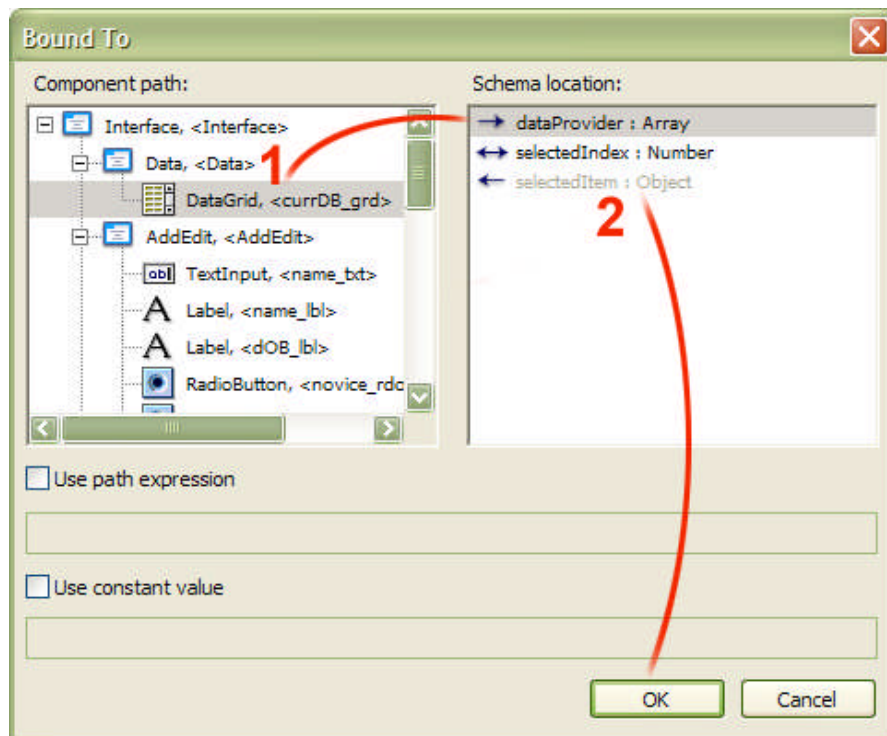 Bound To
Component path:
Interface, <Interface>
Data, <Data>
1
DataGrid, <currDB_grd>
AddEdit, <AddEdit>
TextInput, <name_txt>
Label, <name_lbl>
Label, <dOB_lbl>
RadioButton, <novice_rdo
Schema location:
dataProvider : Array
selectedIndex : Number
selectedItem : Object
2
Use path expression
Use constant value
OK
Cancel